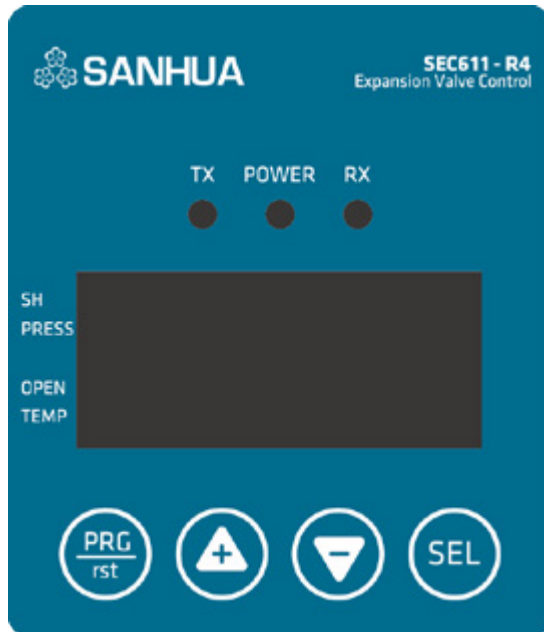 SANHUA
SEC611 - R4
Expansion Valve Control
TX POWER RX
SH
PRESS
OPEN
TEMP
PRG
rst
+
-
SEL